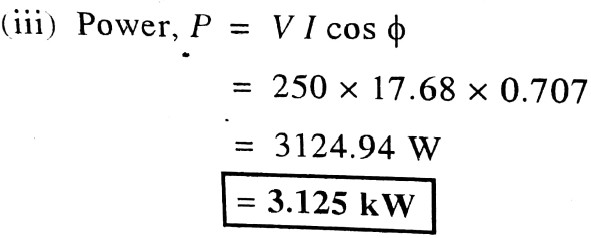 (iii) Power, P = V I cos ϕ
= 250 × 17.68 × 0.707
= 3124.94 W
= 3.125 kW